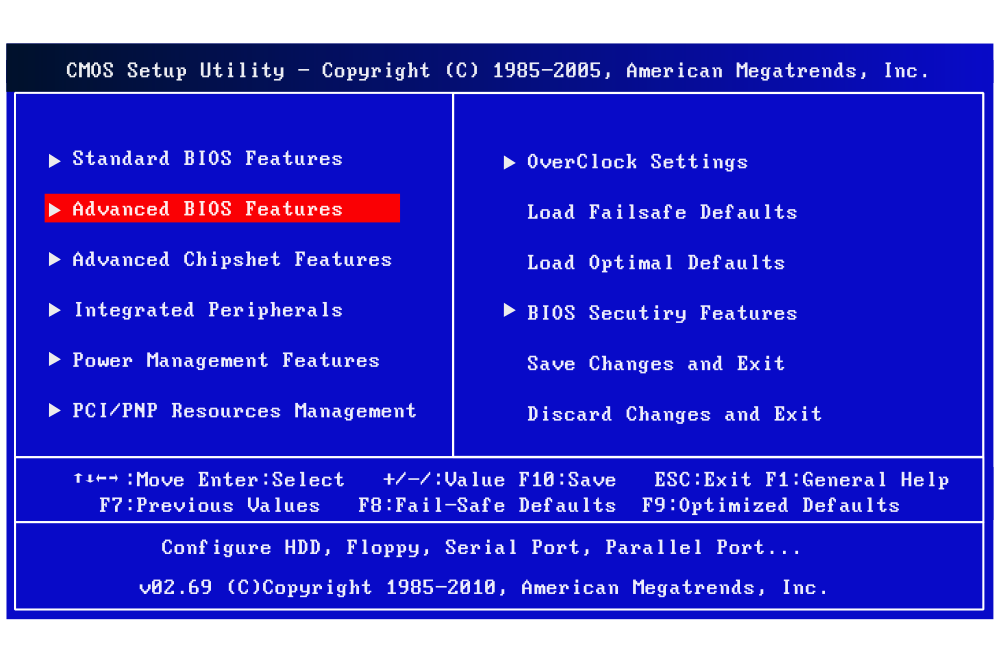 CMOS Setup Utility – Copyright (C) 1985–2005, American Megatrends, Inc.
▶ Standard BIOS Features
▶ Advanced BIOS Features
▶ Advanced Chipshet Features
▶ Integrated Peripherals
▶ Power Management Features
▶ PCI/PNP Resources Management
▶ OverClock Settings
Load Failsafe Defaults
Load Optimal Defaults
▶ BIOS Secutiry Features
Save Changes and Exit
Discard Changes and Exit
↑↓←→:Move Enter:Select +/–/:Value F10:Save ESC:Exit F1:General Help
F7:Previous Values F8:Fail–Safe Defaults F9:Optimized Defaults
Configure HDD, Floppy, Serial Port, Parallel Port...
v02.69 (C)Copyright 1985–2010, American Megatrends, Inc.